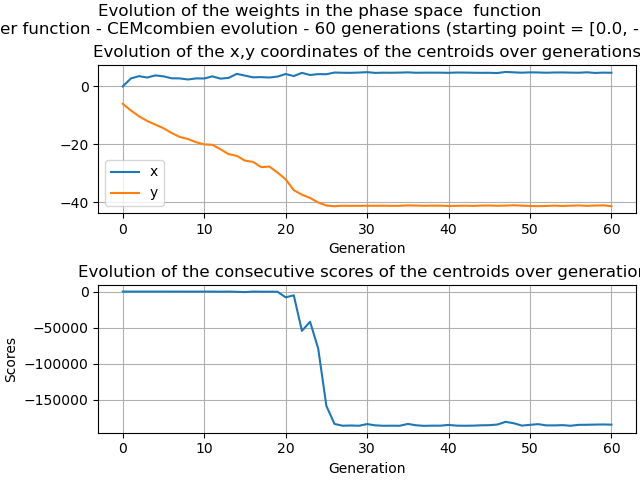 Evolution of the weights in the phase space function
er function - CEMcombien evolution - 60 generations (starting point = [0.0, -
Evolution of the x,y coordinates of the centroids over generations
0
−20
−40
x
y
0 10 20 30 40 50 60
Generation
Evolution of the consecutive scores of the centroids over generation
Scores
0
−50000
−100000
−150000
0 10 20 30 40 50 60
Generation